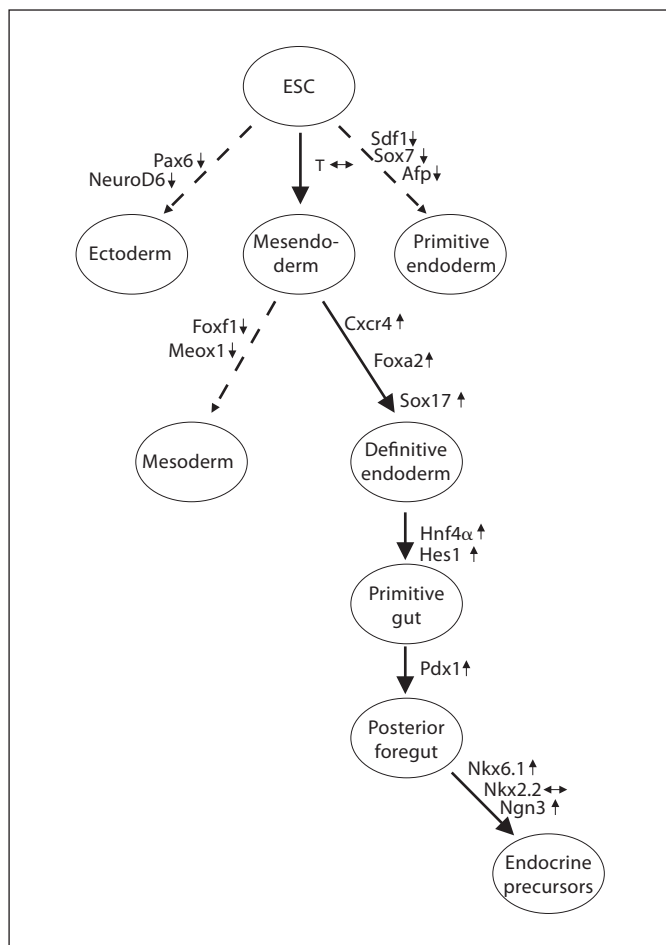 ESC
Pax6↓
NeuroD6↓
T ↔
Sdf1↓
Sox7↓
Afp↓
Ectoderm
Mesendo-
derm
Primitive
endoderm
Foxf1↓
Meox1↓
Cxcr4↑
Foxa2↑
Sox17↑
Mesoderm
Definitive
endoderm
Hnf4α↑
Hes1↑
Primitive
gut
Pdx1↑
Posterior
foregut
Nkx6.1↑
Nkx2.2↔
Ngn3↑
Endocrine
precursors